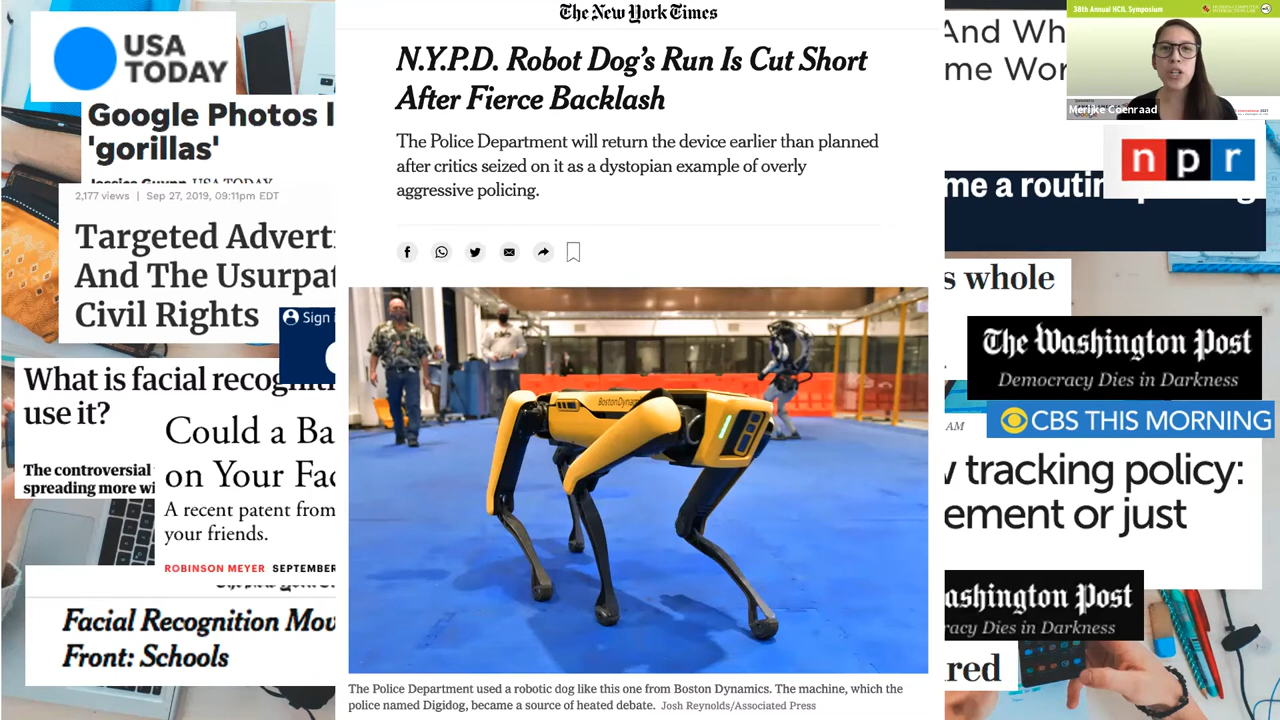 USA
TODAY
Google Photos l
'gorillas'
USA TODAY
2,177 views | Sep 27, 2019, 09:11pm EDT
Targeted Advert
And The Usurpat
Civil Rights
Sign i
What is facial recog
use it?
The controversial
spreading more wi
Could a Ba
on Your Fac
A recent patent from
your friends.
ROBINSON MEYER SEPTEMBER
Facial Recognition Mov
Front: Schools
The New York Times
N.Y.P.D. Robot Dog's Run Is Cut Short
After Fierce Backlash
The Police Department will return the device earlier than planned
after critics seized on it as a dystopian example of overly
aggressive policing.
BostonDynam
The Police Department used a robotic dog like this one from Boston Dynamics. The machine, which the
police named Digidog, became a source of heated debate. Josh Reynolds/Associated Press
And Wh
me Wor
38th Annual HCIL Symposium
Merijke Coenraad
npr
me a routin
s whole
The Washington Post
Democracy Dies in Darkness
AM
CBS THIS MORNING
tracking policy:
ement or just
ashington Post
racy Dies in Darkness
red